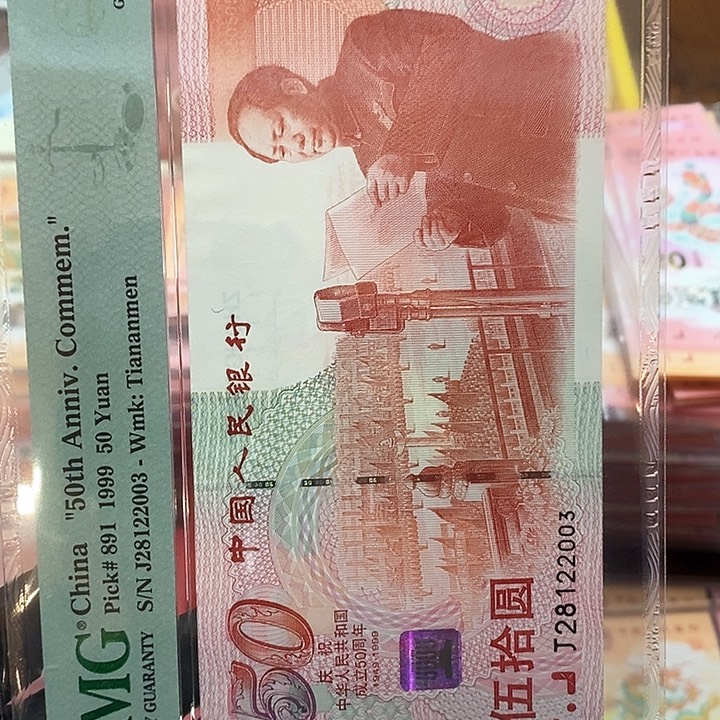 MG® China "50th Anniv. Commem."
Pick# 891 1999 50 Yuan
GUARANTY S/N J28122003 - Wmk: Tiananmen
中国人民银行
50
庆祝
中华人民共和国
成立50周年
1949-1999
伍拾圆
J28122003